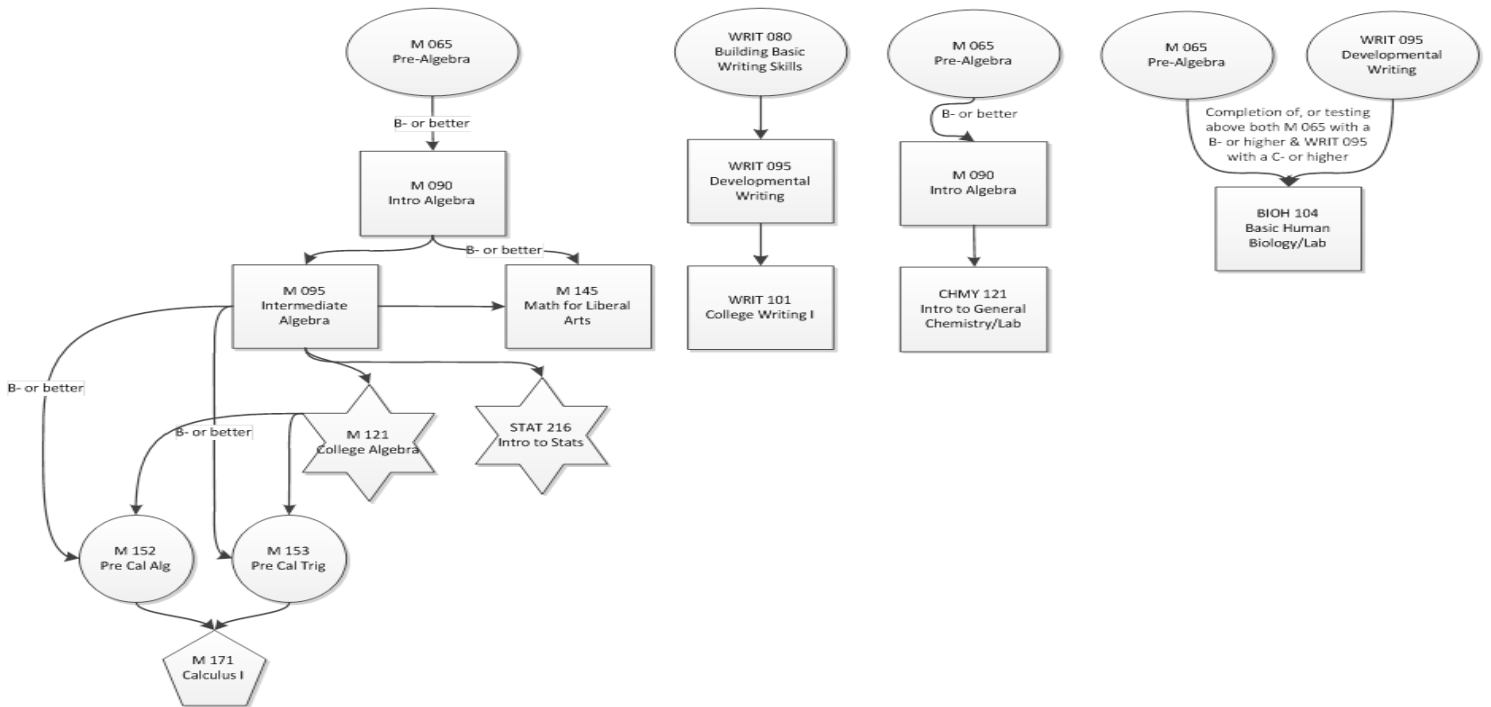 M 065
Pre-Algebra
B- or better
M 090
Intro Algebra
B- or better
M 095
Intermediate
Algebra
M 145
Math for Liberal
Arts
B- or better
B- or better
M 121
College Algebra
STAT 216
Intro to Stats
M 152
Pre Cal Alg
M 153
Pre Cal Trig
M 171
Calculus I
WRIT 080
Building Basic
Writing Skills
WRIT 095
Developmental
Writing
WRIT 101
College Writing I
M 065
Pre-Algebra
B- or better
M 090
Intro Algebra
CHMY 121
Intro to General
Chemistry/Lab
M 065
Pre-Algebra
WRIT 095
Developmental
Writing
Completion of, or testing
above both M 065 with a
B- or higher & WRIT 095
with a C- or higher
BIOH 104
Basic Human
Biology/Lab